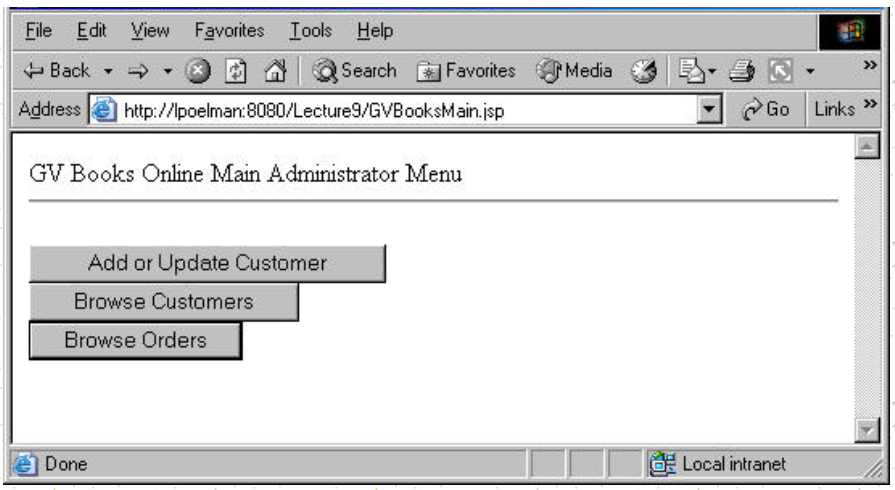 File Edit View Favorites Tools Help
Back Search Favorites Media »
Address http://lpoelman:8080/Lecture9/GVBooksMain.jsp Go Links »
GV Books Online Main Administrator Menu
Add or Update Customer
Browse Customers
Browse Orders
Done Local intranet